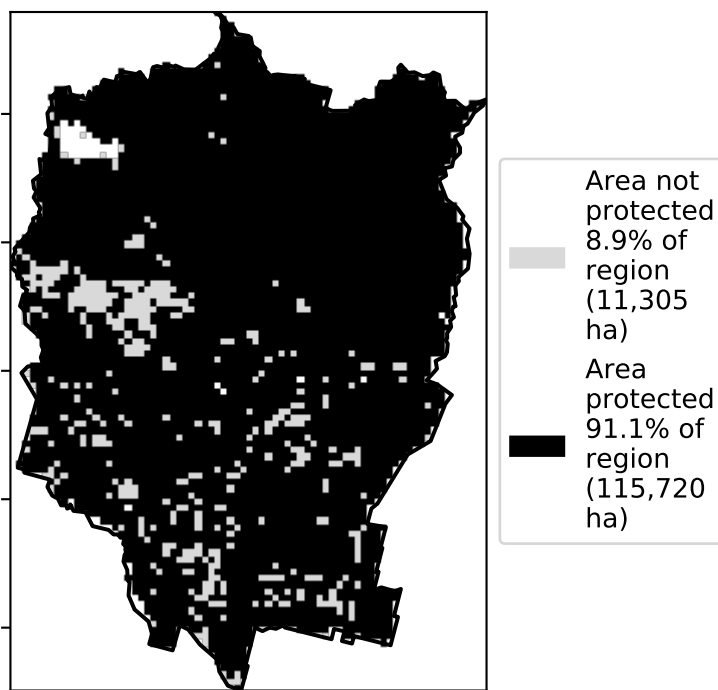 Area not
protected
8.9% of
region
(11,305
ha)
Area
protected
91.1% of
region
(115,720
ha)